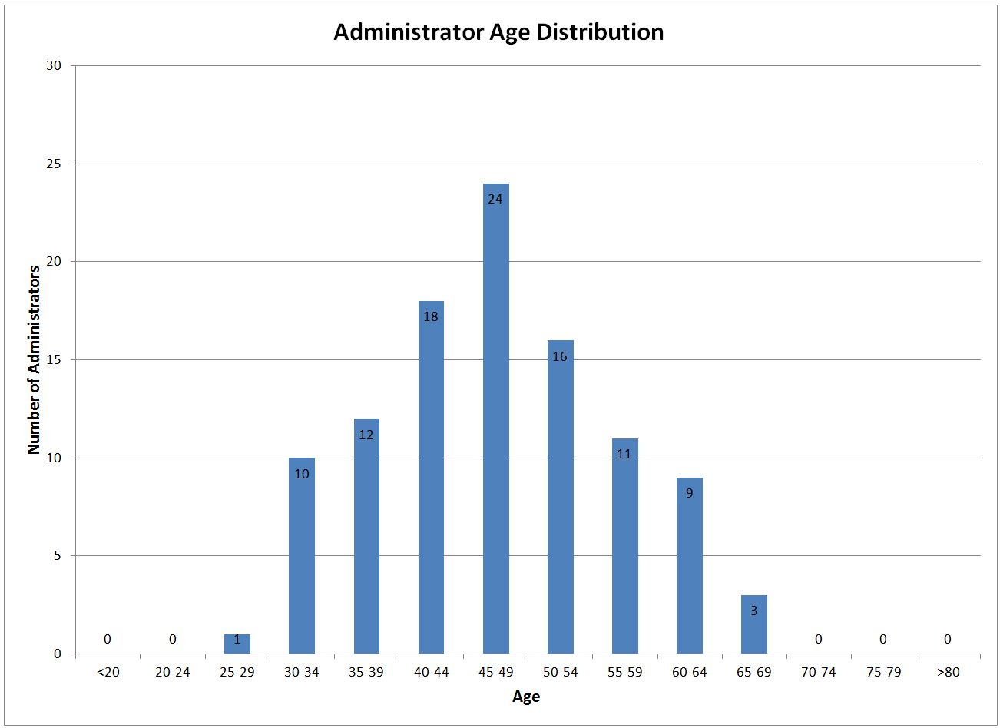 Administrator Age Distribution
30
25
20
15
10
5
0
Number of Administrators
0 0 1 10 12 18 24 16 11 9 3 0 0 0
<20 20-24 25-29 30-34 35-39 40-44 45-49 50-54 55-59 60-64 65-69 70-74 75-79 >80
Age